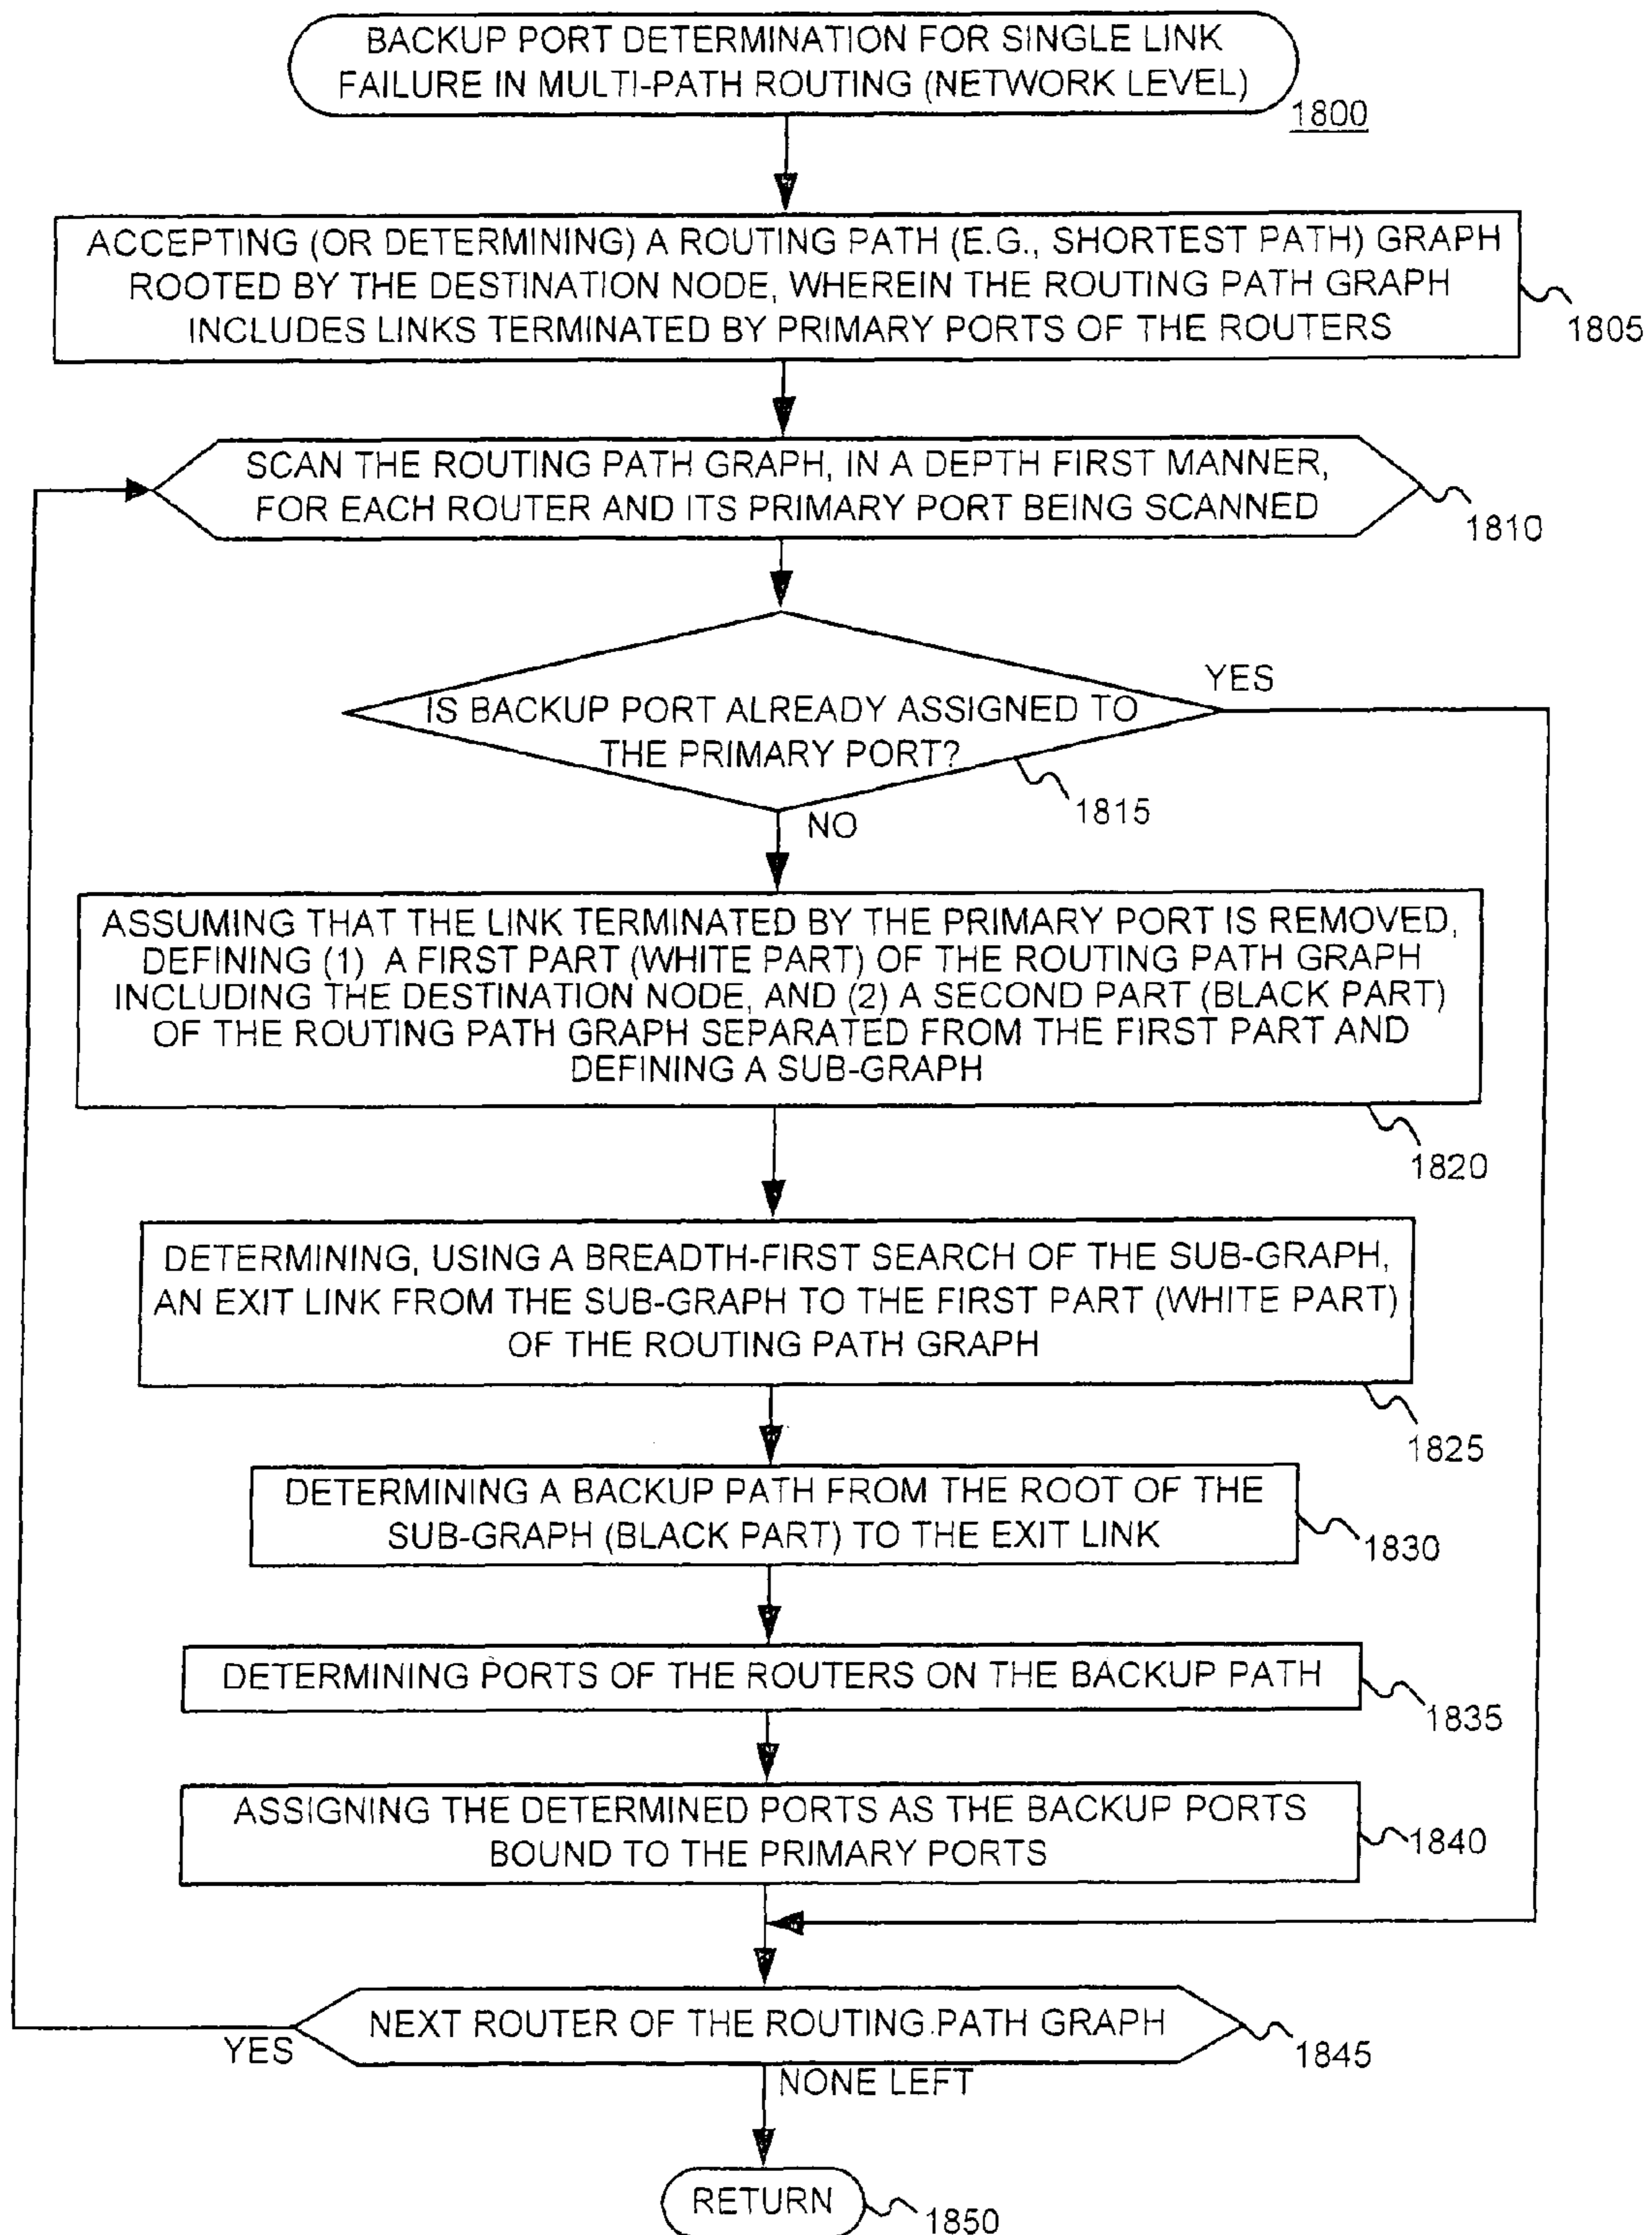 BACKUP PORT DETERMINATION FOR SINGLE LINK
FAILURE IN MULTI-PATH ROUTING (NETWORK LEVEL)
1800
ACCEPTING (OR DETERMINING) A ROUTING PATH (E.G., SHORTEST PATH) GRAPH
ROOTED BY THE DESTINATION NODE, WHEREIN THE ROUTING PATH GRAPH
INCLUDES LINKS TERMINATED BY PRIMARY PORTS OF THE ROUTERS
1805
SCAN THE ROUTING PATH GRAPH, IN A DEPTH FIRST MANNER,
FOR EACH ROUTER AND ITS PRIMARY PORT BEING SCANNED
1810
YES
IS BACKUP PORT ALREADY ASSIGNED TO
THE PRIMARY PORT?
1815
NO
ASSUMING THAT THE LINK TERMINATED BY THE PRIMARY PORT IS REMOVED,
DEFINING (1) A FIRST PART (WHITE PART) OF THE ROUTING PATH GRAPH
INCLUDING THE DESTINATION NODE, AND (2) A SECOND PART (BLACK PART)
OF THE ROUTING PATH GRAPH SEPARATED FROM THE FIRST PART AND
DEFINING A SUB-GRAPH
1820
DETERMINING, USING A BREADTH-FIRST SEARCH OF THE SUB-GRAPH,
AN EXIT LINK FROM THE SUB-GRAPH TO THE FIRST PART (WHITE PART)
OF THE ROUTING PATH GRAPH
1825
DETERMINING A BACKUP PATH FROM THE ROOT OF THE
SUB-GRAPH (BLACK PART) TO THE EXIT LINK
1830
DETERMINING PORTS OF THE ROUTERS ON THE BACKUP PATH
1835
ASSIGNING THE DETERMINED PORTS AS THE BACKUP PORTS
BOUND TO THE PRIMARY PORTS
1840
NEXT ROUTER OF THE ROUTING PATH GRAPH
YES
1845
NONE LEFT
RETURN
1850